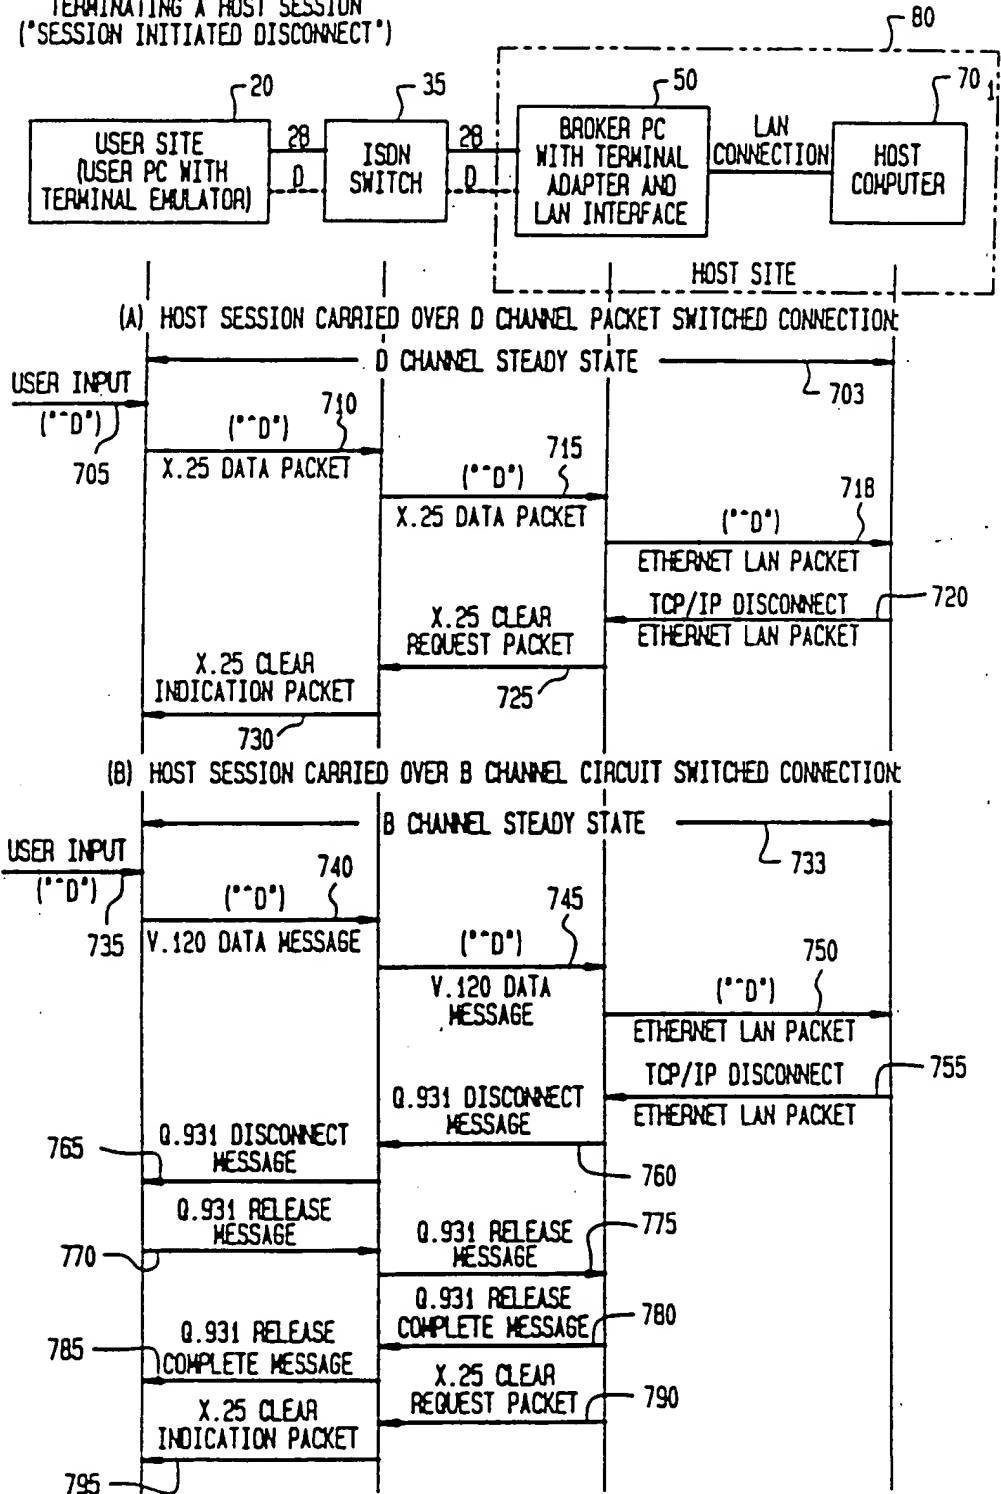 TERMINATING A HOST SESSION
("SESSION INITIATED DISCONNECT")
80
20
35
50
70 1
USER SITE
(USER PC WITH
TERMINAL EMULATOR)
2B
D
ISDN
SWITCH
2B
D
BROKER PC
WITH TERMINAL
ADAPTER AND
LAN INTERFACE
LAN
CONNECTION
HOST
COMPUTER
HOST SITE
(A) HOST SESSION CARRIED OVER D CHANNEL PACKET SWITCHED CONNECTION:
D CHANNEL STEADY STATE
703
USER INPUT
("^D")
705
("^D")
710
X.25 DATA PACKET
("^D")
715
X.25 DATA PACKET
("^D")
718
ETHERNET LAN PACKET
TCP/IP DISCONNECT
720
ETHERNET LAN PACKET
X.25 CLEAR
REQUEST PACKET
725
X.25 CLEAR
INDICATION PACKET
730
(B) HOST SESSION CARRIED OVER B CHANNEL CIRCUIT SWITCHED CONNECTION:
B CHANNEL STEADY STATE
733
USER INPUT
("^D")
735
("^D")
740
V.120 DATA MESSAGE
("^D")
745
V.120 DATA
MESSAGE
("^D")
750
ETHERNET LAN PACKET
TCP/IP DISCONNECT
755
ETHERNET LAN PACKET
Q.931 DISCONNECT
MESSAGE
760
765
Q.931 DISCONNECT
MESSAGE
Q.931 RELEASE
MESSAGE
770
Q.931 RELEASE
MESSAGE
775
Q.931 RELEASE
COMPLETE MESSAGE
780
785
Q.931 RELEASE
COMPLETE MESSAGE
X.25 CLEAR
REQUEST PACKET
790
X.25 CLEAR
INDICATION PACKET
795